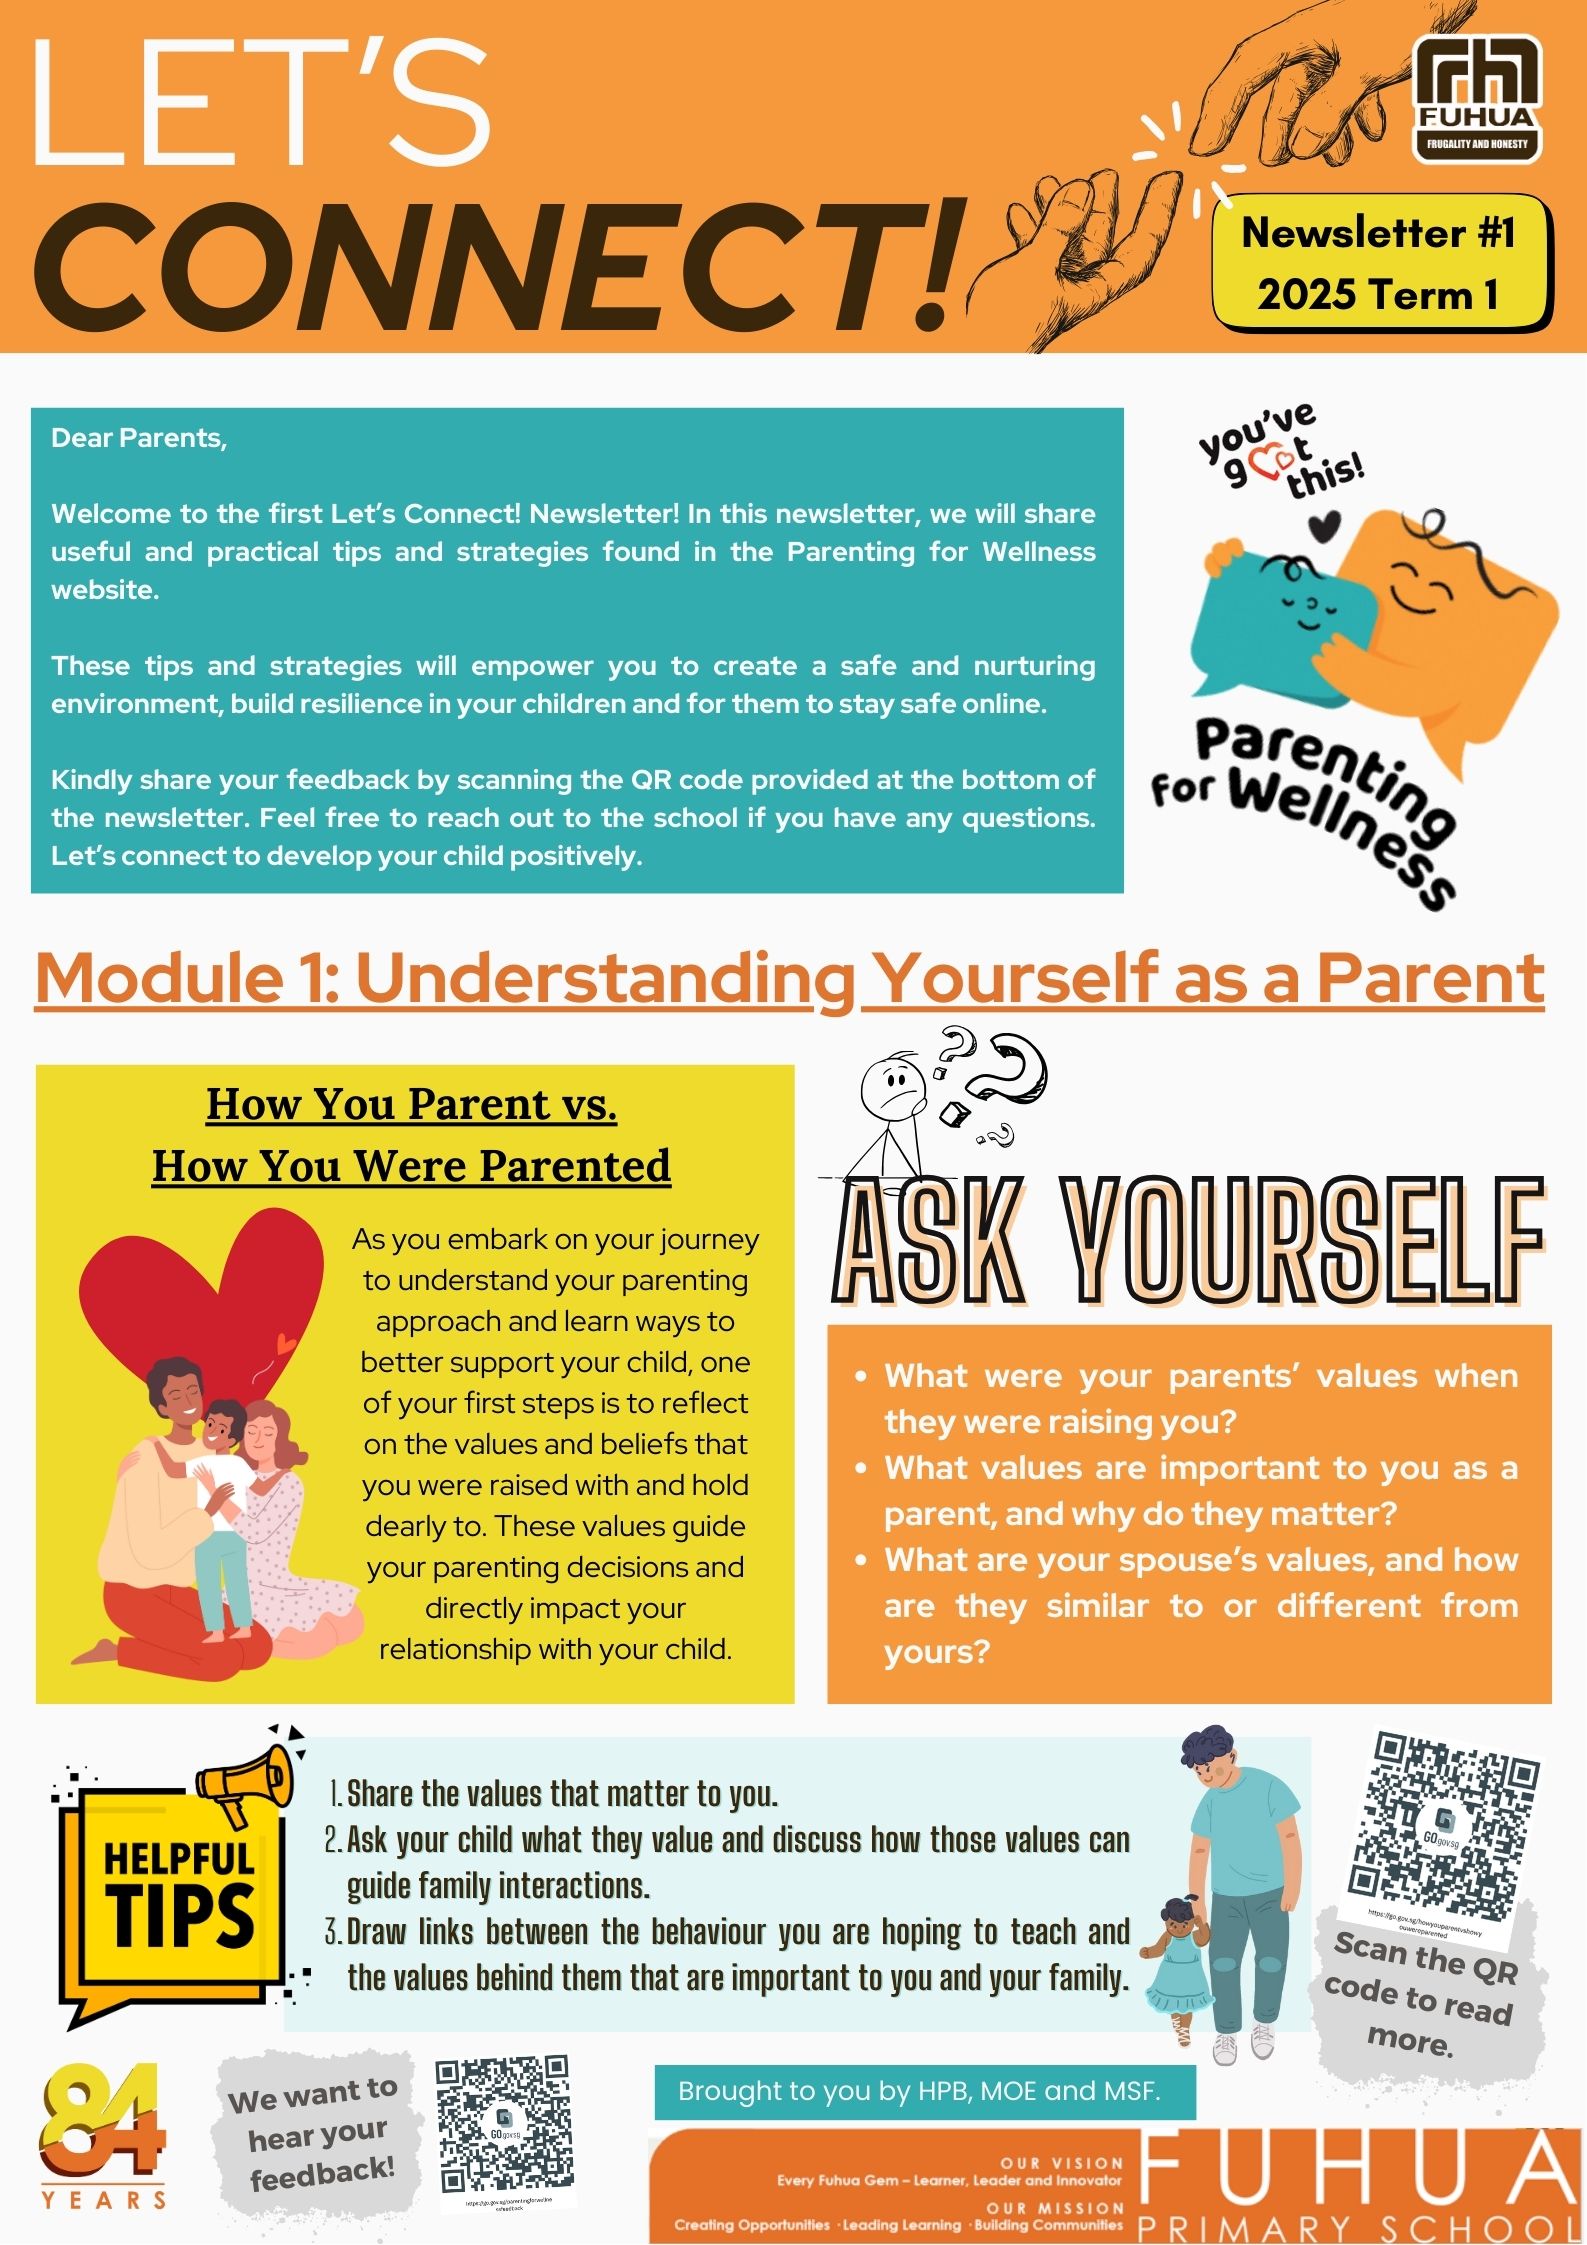 LET'S
CONNECT!
FUHUA
FRUGALITY AND HONESTY
Newsletter #1
2025 Term 1
Dear Parents,
Welcome to the first Let's Connect! Newsletter! In this newsletter, we will share
useful and practical tips and strategies found in the Parenting for Wellness
website.
These tips and strategies will empower you to create a safe and nurturing
environment, build resilience in your children and for them to stay safe online.
Kindly share your feedback by scanning the QR code provided at the bottom of
the newsletter. Feel free to reach out to the school if you have any questions.
Let's connect to develop your child positively.
you've
got
this!
Parenting
for Wellness
Module 1: Understanding Yourself as a Parent
How You Parent vs.
How You Were Parented
As you embark on your journey
to understand your parenting
approach and learn ways to
better support your child, one
of your first steps is to reflect
on the values and beliefs that
you were raised with and hold
dearly to. These values guide
your parenting decisions and
directly impact your
relationship with your child.
ASK YOURSELF
• What were your parents' values when
they were raising you?
• What values are important to you as a
parent, and why do they matter?
• What are your spouse's values, and how
are they similar to or different from
yours?
HELPFUL
TIPS
1. Share the values that matter to you.
2. Ask your child what they value and discuss how those values can
guide family interactions.
3. Draw links between the behaviour you are hoping to teach and
the values behind them that are important to you and your family.
GO.gov.sg
https://go.gov.sg/howyouparentvshowy
ouwereparented
Scan the QR
code to read
more.
84
YEARS
We want to
hear your
feedback!
GO.gov.sg
https://go.gov.sg/parentingforwellne
ssfeedback
Brought to you by HPB, MOE and MSF.
OUR VISION
Every Fuhua Gem – Learner, Leader and Innovator
OUR MISSION
Creating Opportunities · Leading Learning · Building Communities
FUHUA
PRIMARY SCHOOL